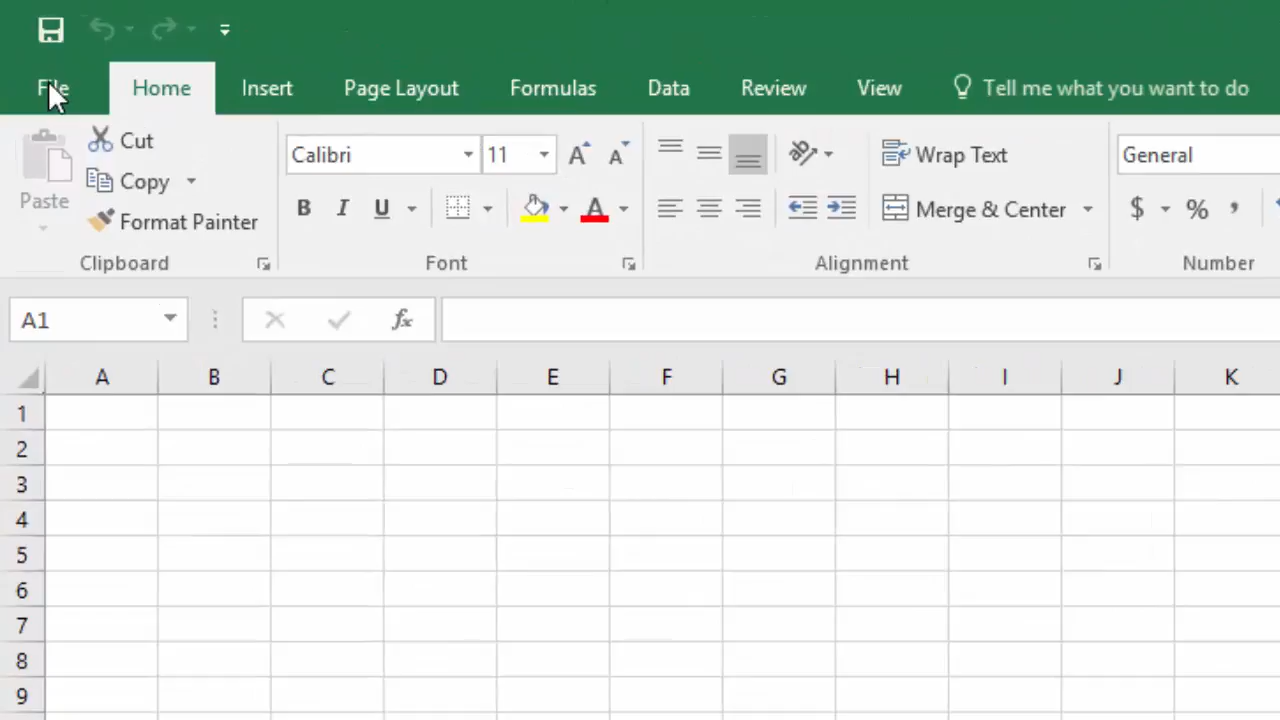 File Home Insert Page Layout Formulas Data Review View Tell me what you want to do
Cut
Calibri 11 Wrap Text General
Copy
Paste B I U A Merge & Center $ % ,
Format Painter
Clipboard Font Alignment Number
A1 fx
A B C D E F G H I J K
1
2
3
4
5
6
7
8
9